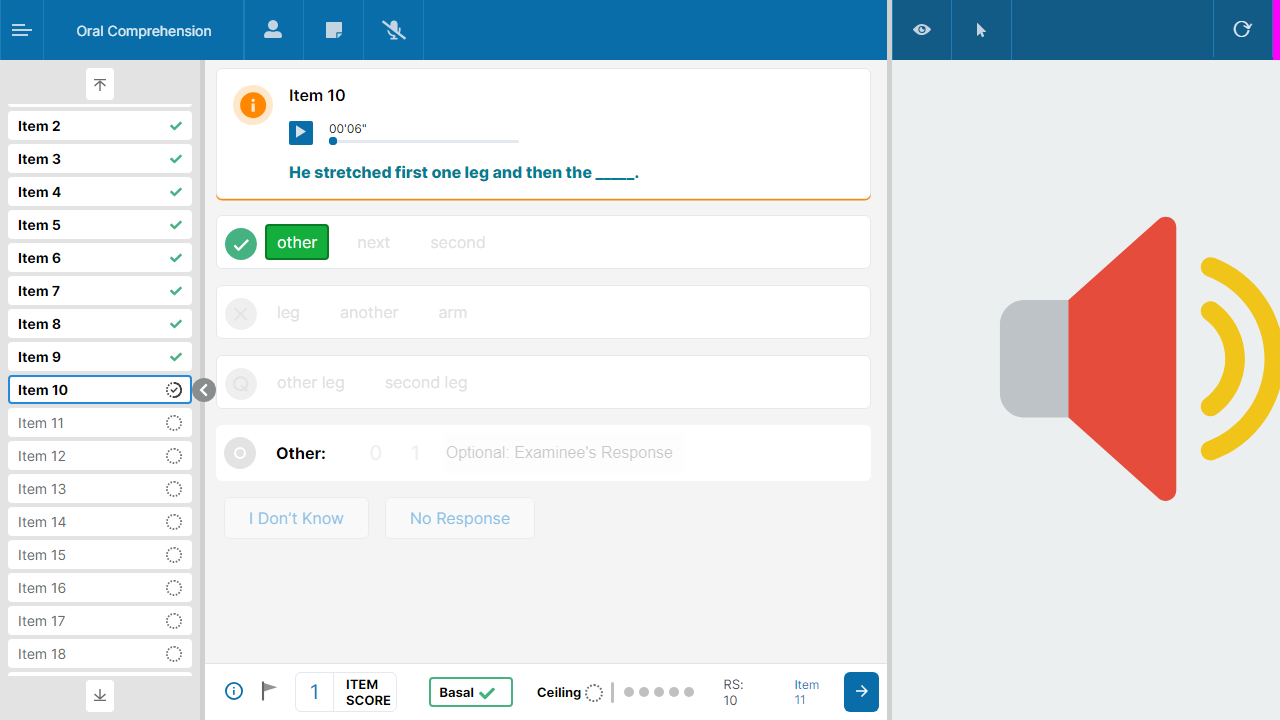 Oral Comprehension
Item 2
Item 3
Item 4
Item 5
Item 6
Item 7
Item 8
Item 9
Item 10
Item 11
Item 12
Item 13
Item 14
Item 15
Item 16
Item 17
Item 18
Item 10
00'06"
He stretched first one leg and then the _____.
other next second
leg another arm
Q other leg second leg
Other: 0 1 Optional: Examinee's Response
I Don't Know No Response
1 ITEM SCORE
Basal
Ceiling
RS: 10
Item 11